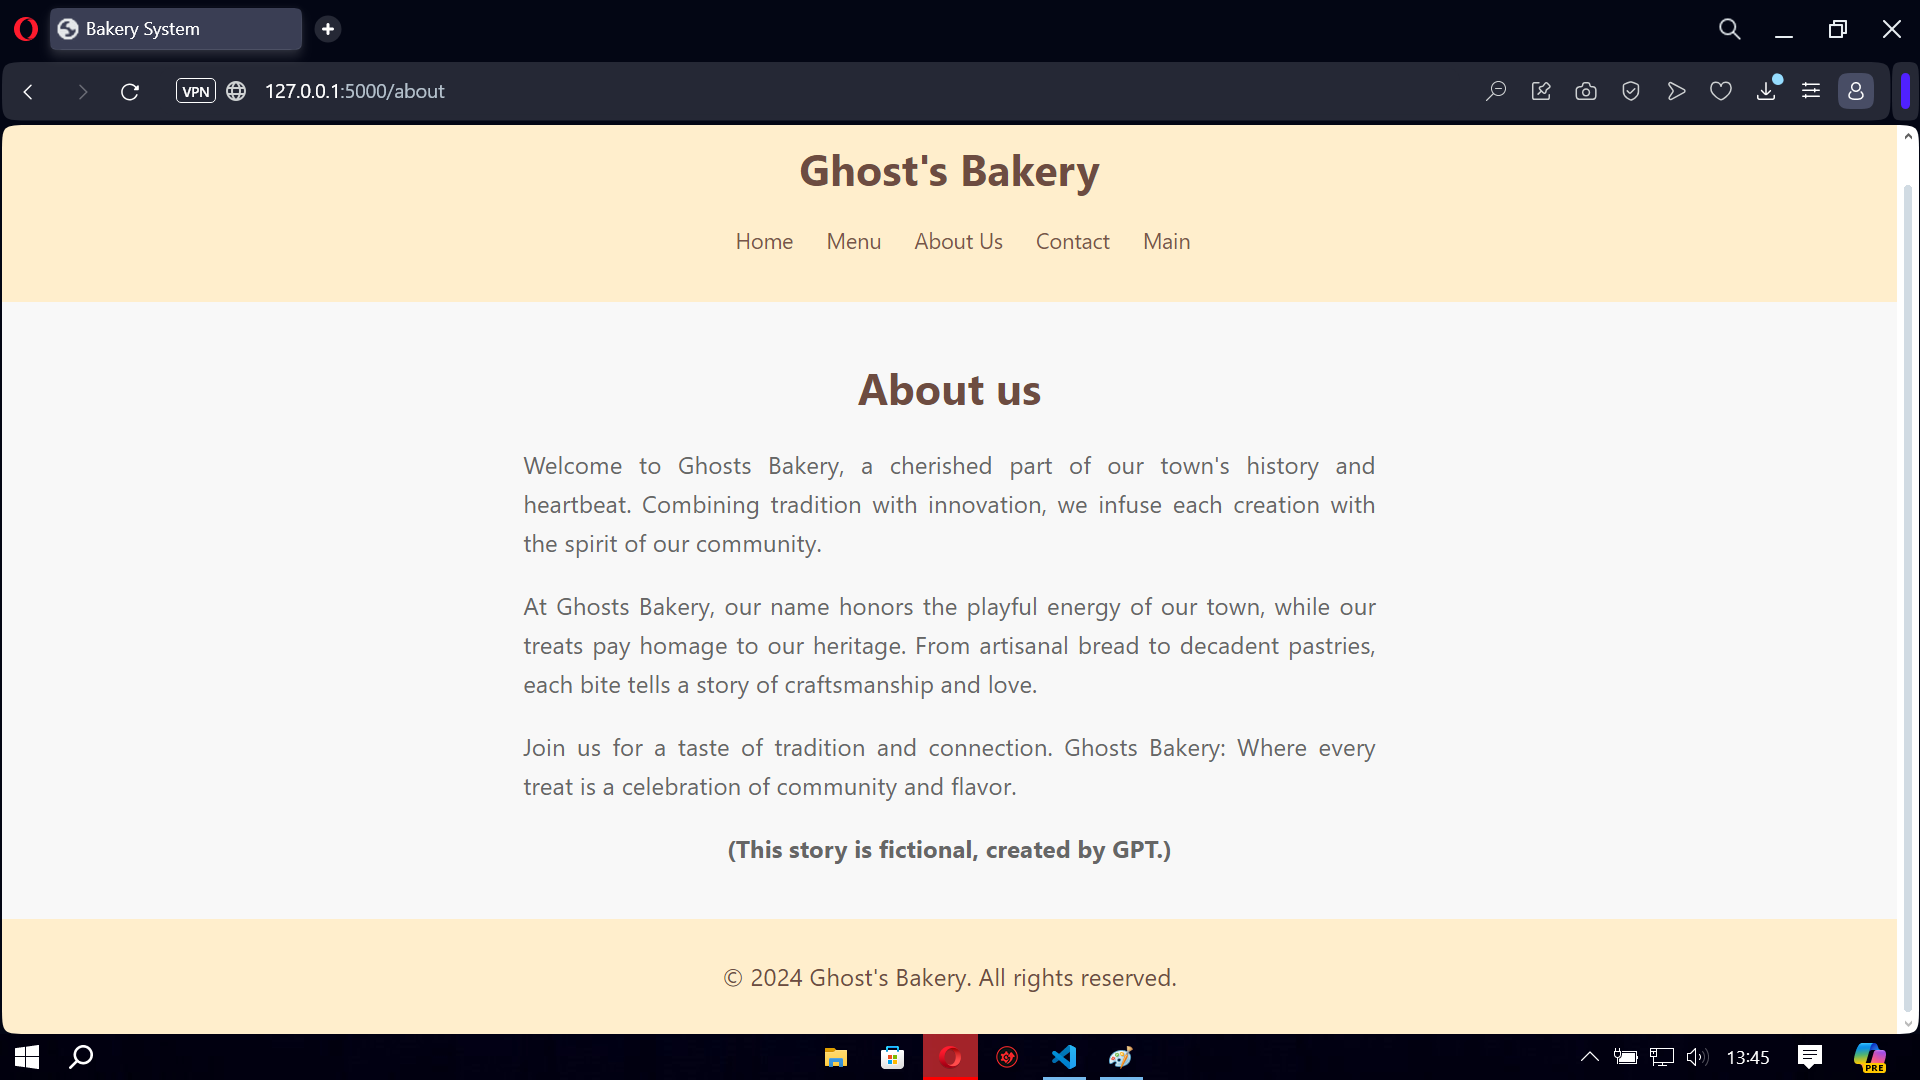 Bakery System
VPN
127.0.0.1:5000/about
Ghost's Bakery
Home Menu About Us Contact Main
About us
Welcome to Ghosts Bakery, a cherished part of our town's history and
heartbeat. Combining tradition with innovation, we infuse each creation with
the spirit of our community.
At Ghosts Bakery, our name honors the playful energy of our town, while our
treats pay homage to our heritage. From artisanal bread to decadent pastries,
each bite tells a story of craftsmanship and love.
Join us for a taste of tradition and connection. Ghosts Bakery: Where every
treat is a celebration of community and flavor.
(This story is fictional, created by GPT.)
© 2024 Ghost's Bakery. All rights reserved.
13:45
PRE